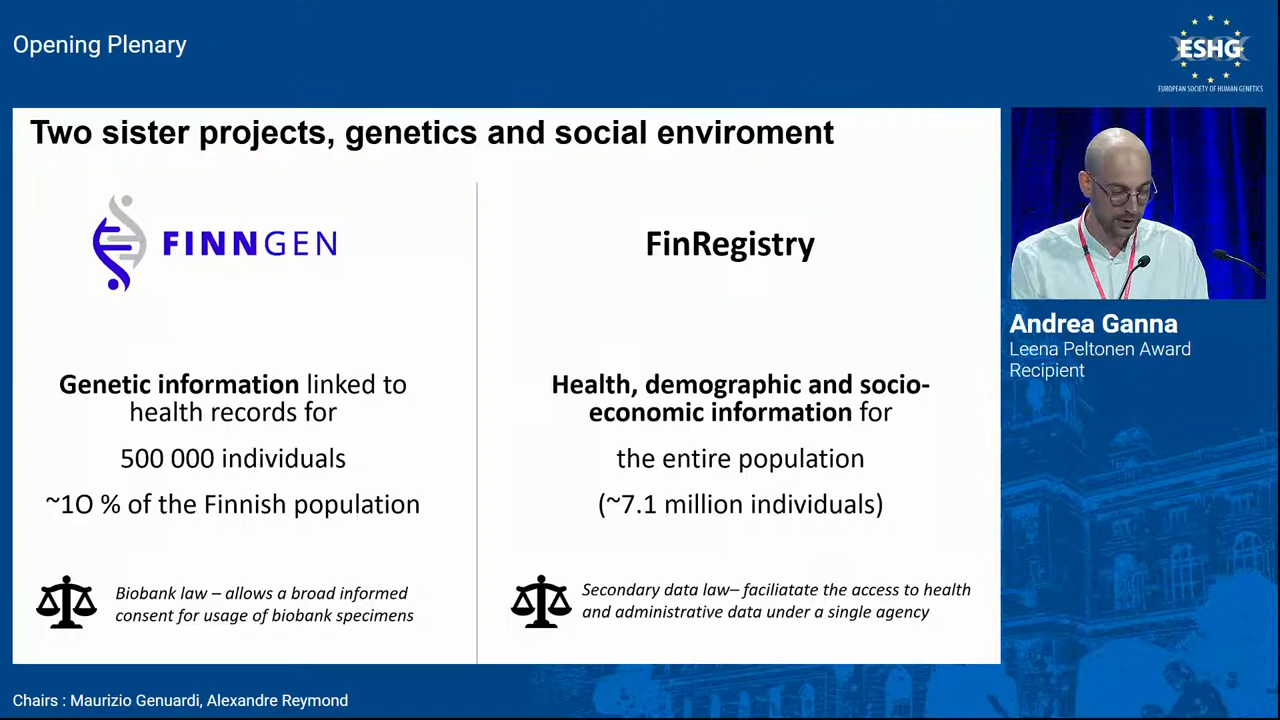 Opening Plenary
ESHG
EUROPEAN SOCIETY OF HUMAN GENETICS
Two sister projects, genetics and social enviroment
FINNGEN
Genetic information linked to
health records for
500 000 individuals
~1O % of the Finnish population
Biobank law – allows a broad informed
consent for usage of biobank specimens
FinRegistry
Health, demographic and socio-
economic information for
the entire population
(~7.1 million individuals)
Secondary data law– faciliatate the access to health
and administrative data under a single agency
Andrea Ganna
Leena Peltonen Award
Recipient
Chairs : Maurizio Genuardi, Alexandre Reymond